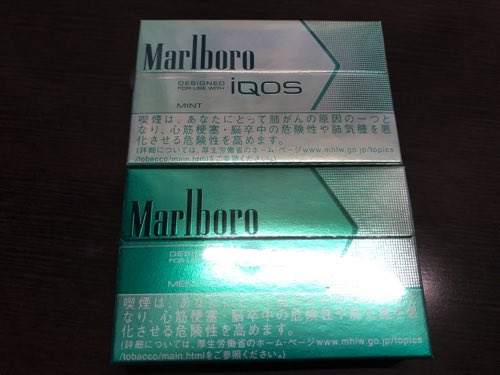 Marlboro
DESIGNED
FOR USE WITH IQOS
MINT
喫煙は、あなたにとって肺がんの原因の一つと
なり、心筋梗塞・脳卒中の危険性や肺気腫を悪
化させる危険性を高めます。
(詳細については、厚生労働省のホーム・ページwww.mhlw.go.jp/topics
/tobacco/main.htmlをご参照ください。)
Marlboro
喫煙は、あなたにとって
なり、心筋梗塞・脳卒中の危険性
化させる危険性を高めます。
(詳細については、厚生労働省のホーム・ページwww.mhlw.go.jp/topics
/tobacco/main.htmlをご参照ください。)